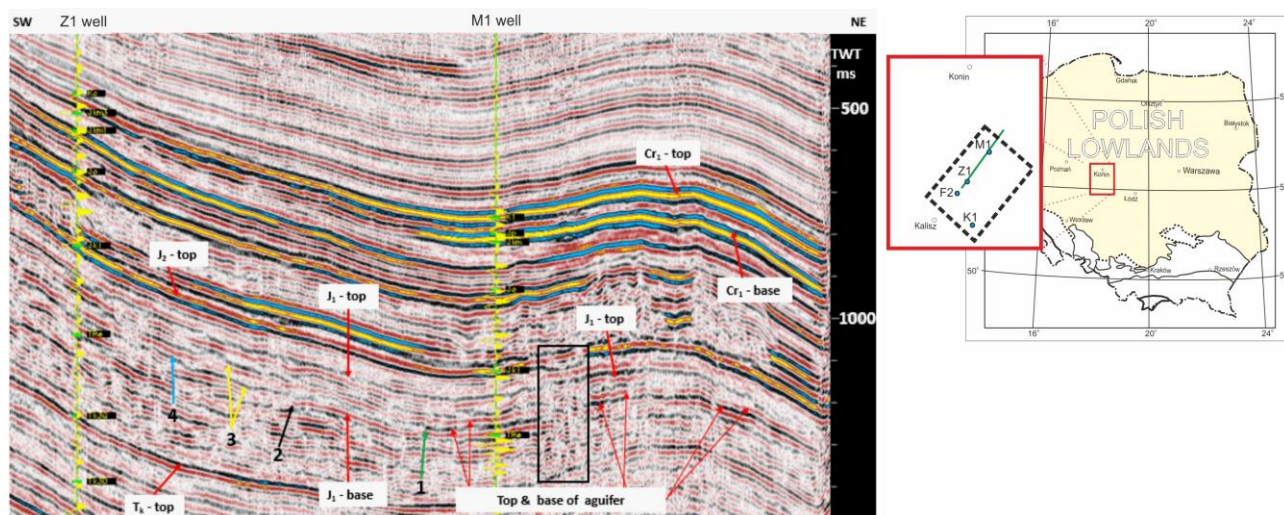 SW
Z1 well
M1 well
NE
TWT
ms
500
Cr1 - top
J2 - top
J1 - top
Cr1 - base
J1 - top
1000
4
3
2
1
Tk - top
J1 - base
Top & base of aguifer
16°
20°
24°
Konin
M1
Z1
F2
K1
Kalisz
Gdańsk
Olsztyn
Białystok
POLISH
LOWLANDS
Poznań
Konin
Warszawa
Łódź
Wrocław
Kraków
Rzeszów
50°
16°
20°
24°